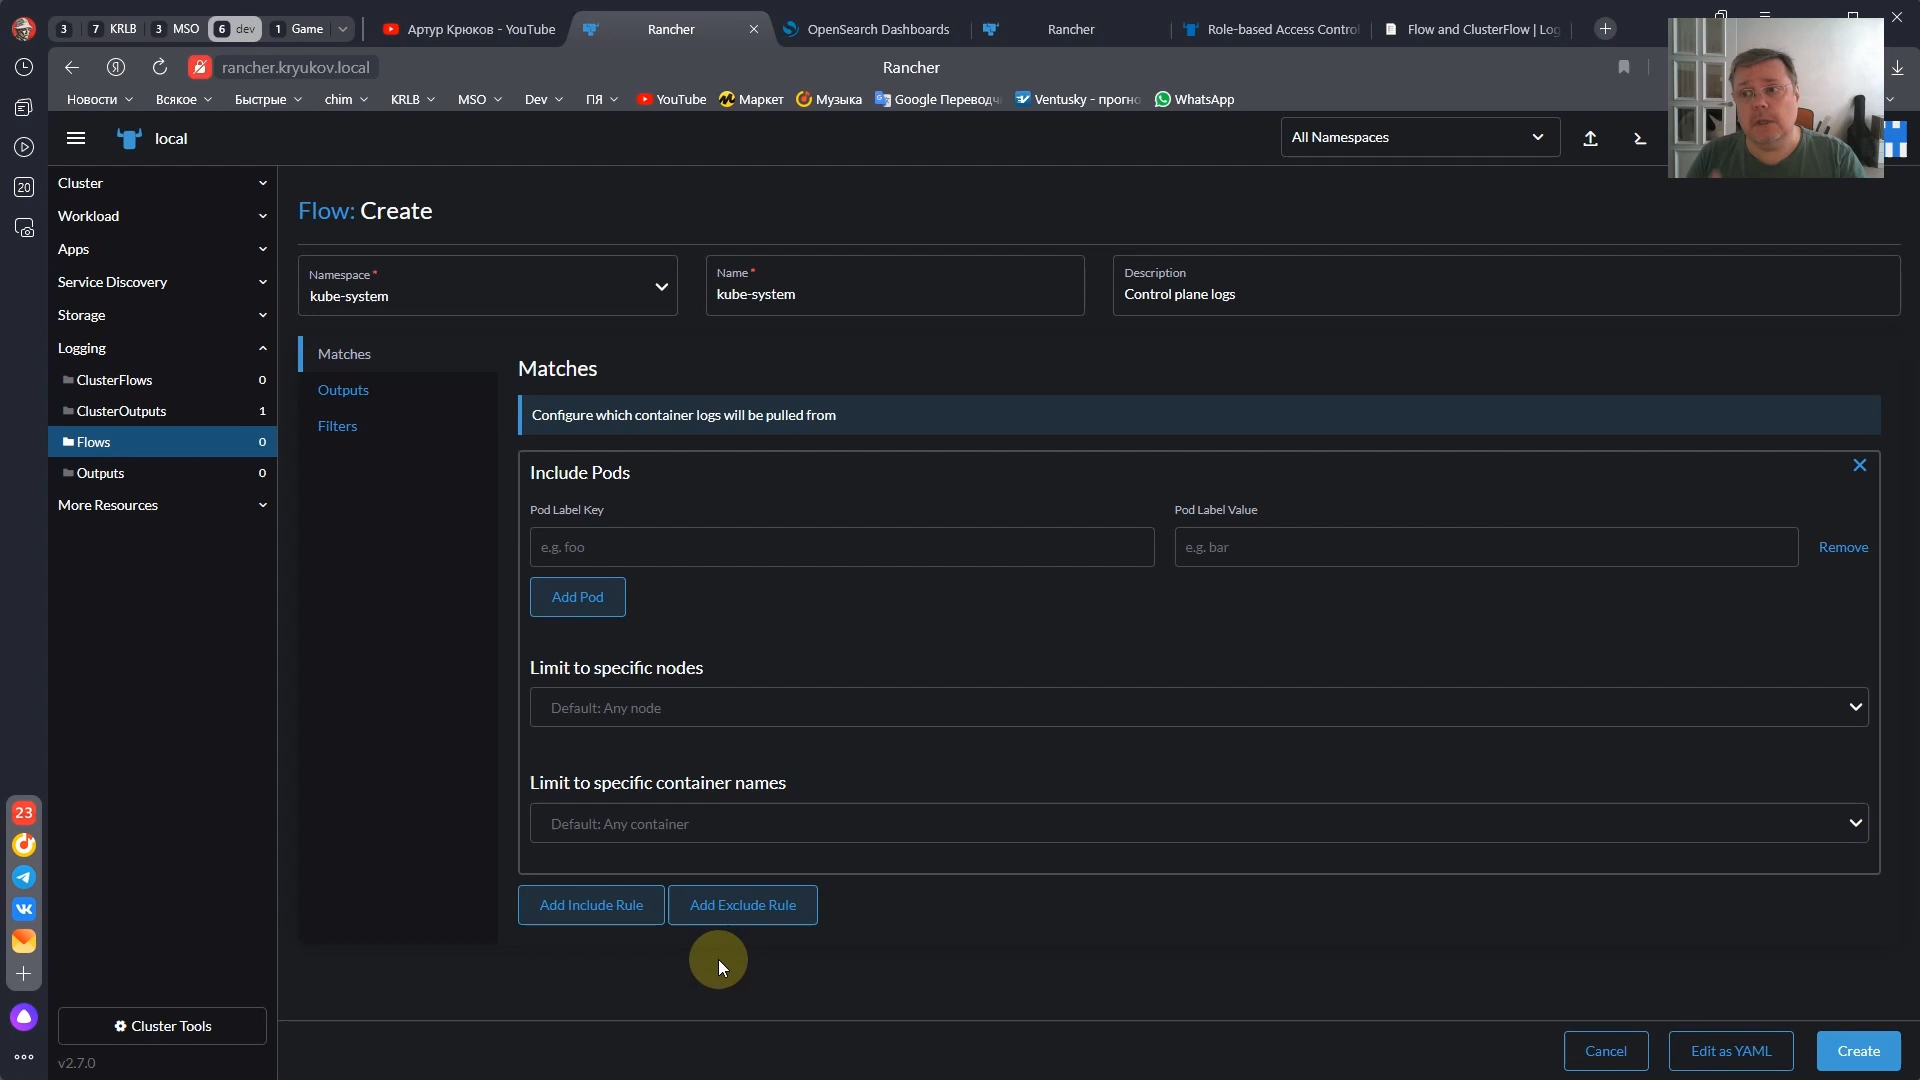 3
7 KRLB
3 MSO
6 dev
1 Game
Артур Крюков - YouTube
Rancher
OpenSearch Dashboards
Rancher
Role-based Access Control
Flow and ClusterFlow | Log
rancher.kryukov.local
Rancher
Новости
Всякое
Быстрые
chim
KRLB
MSO
Dev
ПЯ
YouTube
Маркет
Музыка
Google Переводч
Ventusky - прогно
WhatsApp
20
local
All Namespaces
Cluster
Workload
Apps
Service Discovery
Storage
Logging
ClusterFlows 0
ClusterOutputs 1
Flows 0
Outputs 0
More Resources
Flow: Create
Namespace *
kube-system
Name *
kube-system
Description
Control plane logs
Matches
Outputs
Filters
Matches
Configure which container logs will be pulled from
Include Pods
Pod Label Key
Pod Label Value
e.g. foo
e.g. bar
Remove
Add Pod
Limit to specific nodes
Default: Any node
Limit to specific container names
Default: Any container
Add Include Rule
Add Exclude Rule
23
Cluster Tools
v2.7.0
Cancel
Edit as YAML
Create